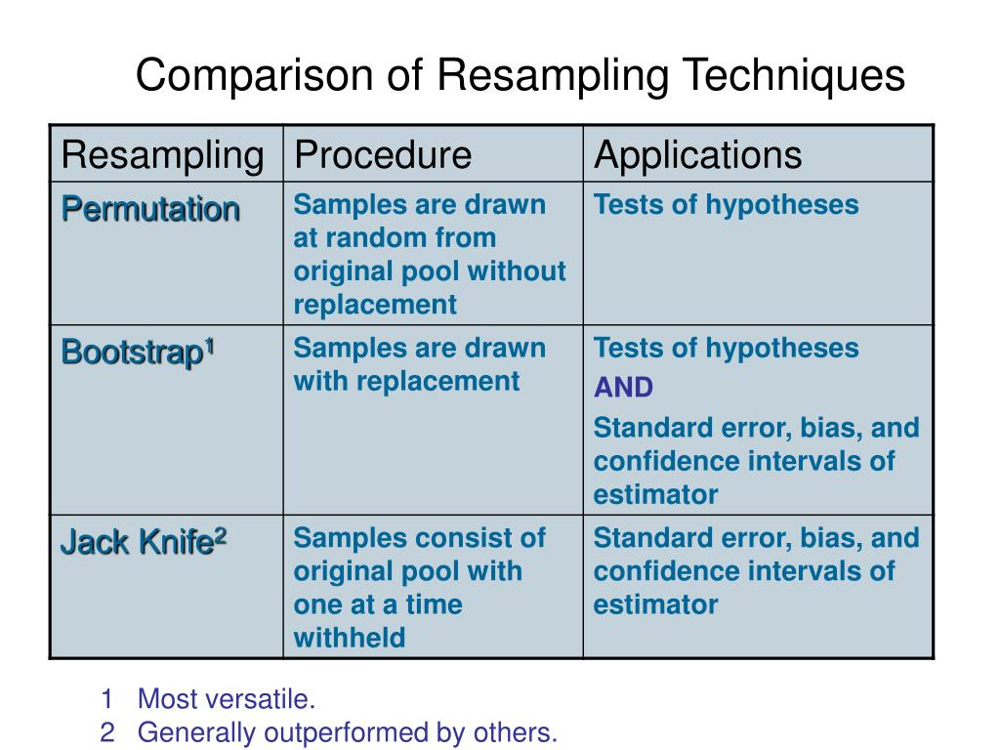 Comparison of Resampling Techniques
Resampling
Procedure
Applications
Permutation
Samples are drawn
at random from
original pool without
replacement
Tests of hypotheses
Bootstrap¹
Samples are drawn
with replacement
Tests of hypotheses
AND
Standard error, bias, and
confidence intervals of
estimator
Jack Knife²
Samples consist of
original pool with
one at a time
withheld
Standard error, bias, and
confidence intervals of
estimator
1 Most versatile.
2 Generally outperformed by others.